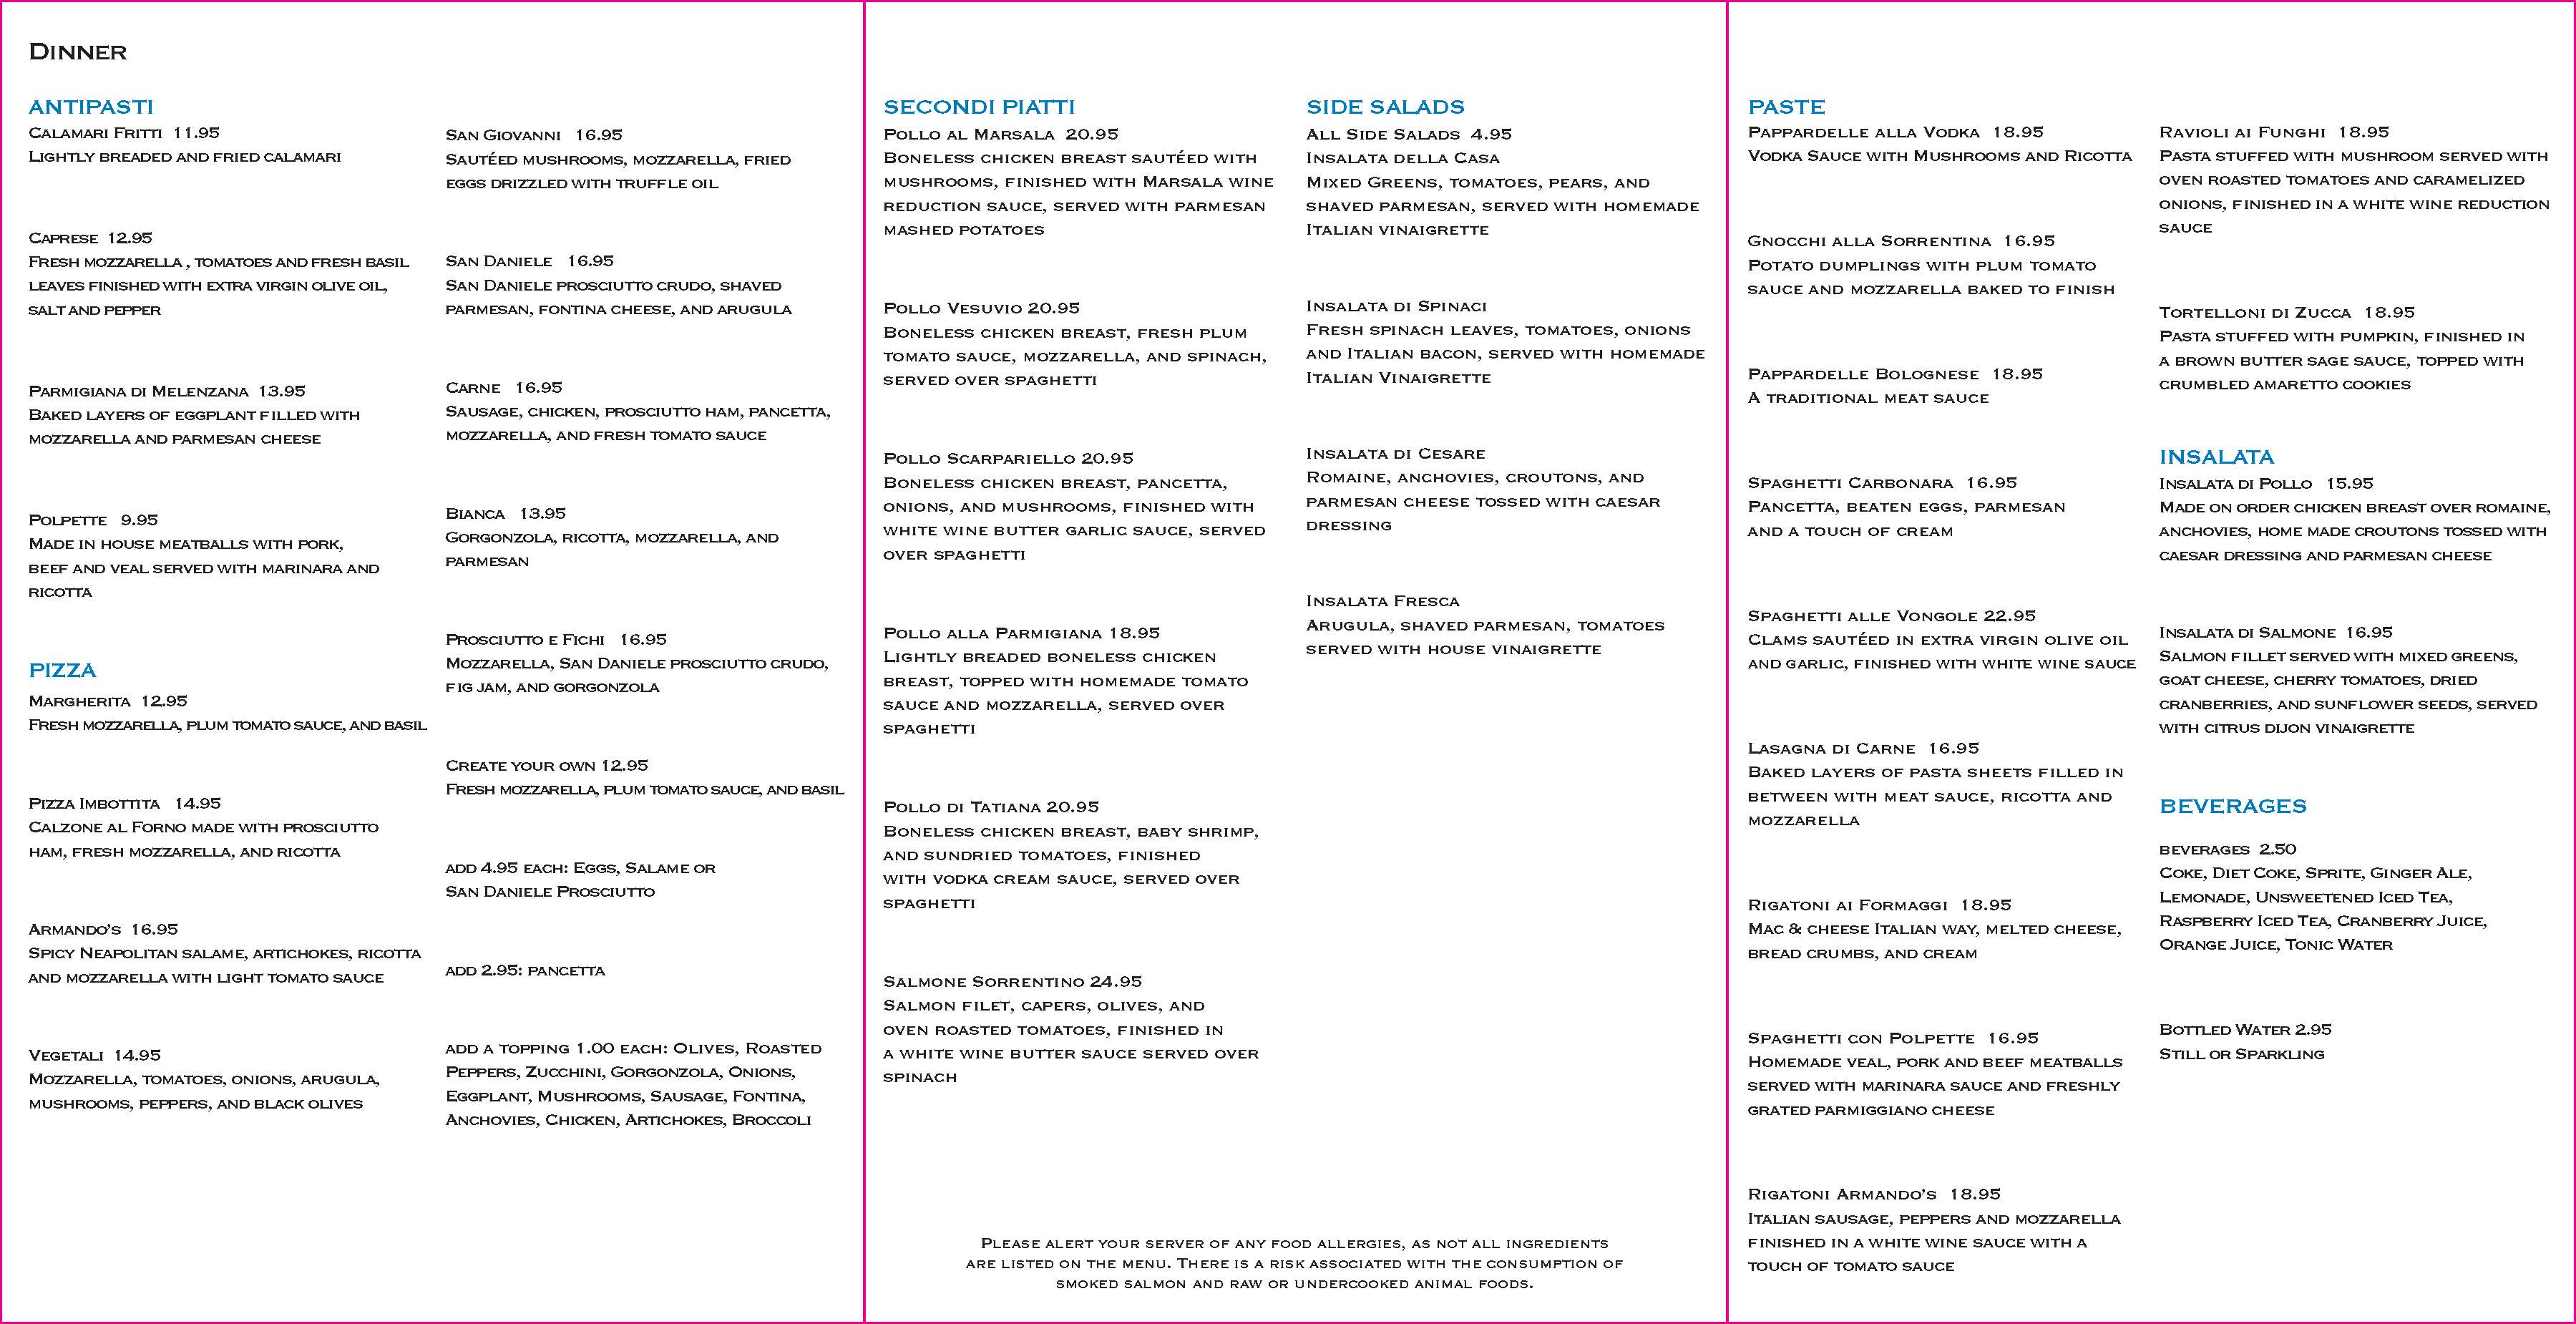 Dinner
ANTIPASTI
Calamari Fritti 11.95
Lightly breaded and fried calamari
Caprese 12.95
Fresh mozzarella , tomatoes and fresh basil
leaves finished with extra virgin olive oil,
salt and pepper
Parmigiana di Melenzana 13.95
Baked layers of eggplant filled with
mozzarella and parmesan cheese
Polpette 9.95
Made in house meatballs with pork,
beef and veal served with marinara and
ricotta
PIZZA
Margherita 12.95
Fresh mozzarella, plum tomato sauce, and basil
Pizza Imbottita 14.95
Calzone al Forno made with prosciutto
ham, fresh mozzarella, and ricotta
Armando's 16.95
Spicy Neapolitan salame, artichokes, ricotta
and mozzarella with light tomato sauce
Vegetali 14.95
Mozzarella, tomatoes, onions, arugula,
mushrooms, peppers, and black olives
San Giovanni 16.95
Sautéed mushrooms, mozzarella, fried
eggs drizzled with truffle oil
San Daniele 16.95
San Daniele prosciutto crudo, shaved
parmesan, fontina cheese, and arugula
Carne 16.95
Sausage, chicken, prosciutto ham, pancetta,
mozzarella, and fresh tomato sauce
Bianca 13.95
Gorgonzola, ricotta, mozzarella, and
parmesan
Prosciutto e Fichi 16.95
Mozzarella, San Daniele prosciutto crudo,
fig jam, and gorgonzola
Create your own 12.95
Fresh mozzarella, plum tomato sauce, and basil
add 4.95 each: Eggs, Salame or
San Daniele Prosciutto
add 2.95: pancetta
add a topping 1.00 each: Olives, Roasted
Peppers, Zucchini, Gorgonzola, Onions,
Eggplant, Mushrooms, Sausage, Fontina,
Anchovies, Chicken, Artichokes, Broccoli
SECONDI PIATTI
Pollo al Marsala 20.95
Boneless chicken breast sautéed with
mushrooms, finished with Marsala wine
reduction sauce, served with parmesan
mashed potatoes
Pollo Vesuvio 20.95
Boneless chicken breast, fresh plum
tomato sauce, mozzarella, and spinach,
served over spaghetti
Pollo Scarpariello 20.95
Boneless chicken breast, pancetta,
onions, and mushrooms, finished with
white wine butter garlic sauce, served
over spaghetti
Pollo alla Parmigiana 18.95
Lightly breaded boneless chicken
breast, topped with homemade tomato
sauce and mozzarella, served over
spaghetti
Pollo di Tatiana 20.95
Boneless chicken breast, baby shrimp,
and sundried tomatoes, finished
with vodka cream sauce, served over
spaghetti
Salmone Sorrentino 24.95
Salmon filet, capers, olives, and
oven roasted tomatoes, finished in
a white wine butter sauce served over
spinach
SIDE SALADS
All Side Salads 4.95
Insalata della Casa
Mixed Greens, tomatoes, pears, and
shaved parmesan, served with homemade
Italian vinaigrette
Insalata di Spinaci
Fresh spinach leaves, tomatoes, onions
and Italian bacon, served with homemade
Italian Vinaigrette
Insalata di Cesare
Romaine, anchovies, croutons, and
parmesan cheese tossed with caesar
dressing
Insalata Fresca
Arugula, shaved parmesan, tomatoes
served with house vinaigrette
Please alert your server of any food allergies, as not all ingredients
are listed on the menu. There is a risk associated with the consumption of
smoked salmon and raw or undercooked animal foods.
PASTE
Pappardelle alla Vodka 18.95
Vodka Sauce with Mushrooms and Ricotta
Gnocchi alla Sorrentina 16.95
Potato dumplings with plum tomato
sauce and mozzarella baked to finish
Pappardelle Bolognese 18.95
A traditional meat sauce
Spaghetti Carbonara 16.95
Pancetta, beaten eggs, parmesan
and a touch of cream
Spaghetti alle Vongole 22.95
Clams sautéed in extra virgin olive oil
and garlic, finished with white wine sauce
Lasagna di Carne 16.95
Baked layers of pasta sheets filled in
between with meat sauce, ricotta and
mozzarella
Rigatoni ai Formaggi 18.95
Mac & cheese Italian way, melted cheese,
bread crumbs, and cream
Spaghetti con Polpette 16.95
Homemade veal, pork and beef meatballs
served with marinara sauce and freshly
grated parmiggiano cheese
Rigatoni Armando's 18.95
Italian sausage, peppers and mozzarella
finished in a white wine sauce with a
touch of tomato sauce
Ravioli ai Funghi 18.95
Pasta stuffed with mushroom served with
oven roasted tomatoes and caramelized
onions, finished in a white wine reduction
sauce
Tortelloni di Zucca 18.95
Pasta stuffed with pumpkin, finished in
a brown butter sage sauce, topped with
crumbled amaretto cookies
INSALATA
Insalata di Pollo 15.95
Made on order chicken breast over romaine,
anchovies, home made croutons tossed with
caesar dressing and parmesan cheese
Insalata di Salmone 16.95
Salmon fillet served with mixed greens,
goat cheese, cherry tomatoes, dried
cranberries, and sunflower seeds, served
with citrus dijon vinaigrette
BEVERAGES
beverages 2.50
Coke, Diet Coke, Sprite, Ginger Ale,
Lemonade, Unsweetened Iced Tea,
Raspberry Iced Tea, Cranberry Juice,
Orange Juice, Tonic Water
Bottled Water 2.95
Still or Sparkling